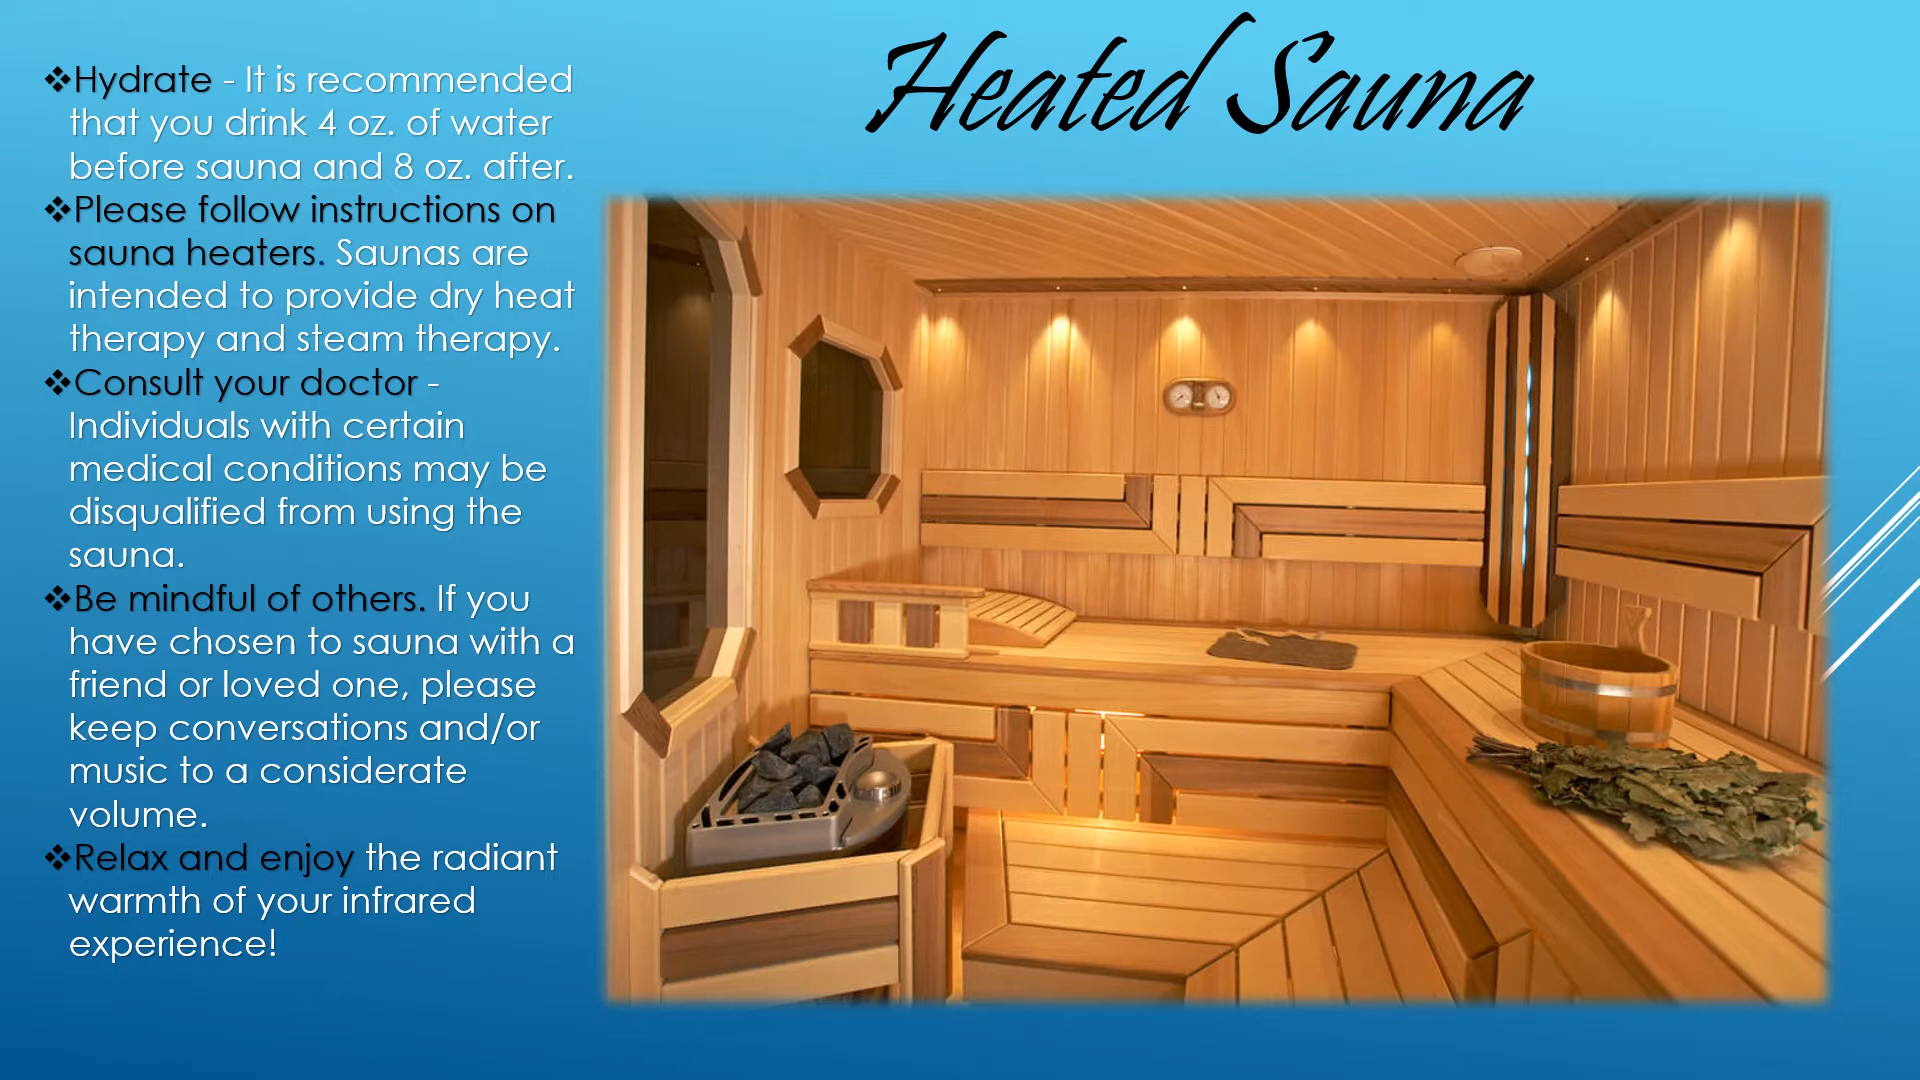 Heated Sauna
❖Hydrate - It is recommended
that you drink 4 oz. of water
before sauna and 8 oz. after.
❖Please follow instructions on
sauna heaters. Saunas are
intended to provide dry heat
therapy and steam therapy.
❖Consult your doctor -
Individuals with certain
medical conditions may be
disqualified from using the
sauna.
❖Be mindful of others. If you
have chosen to sauna with a
friend or loved one, please
keep conversations and/or
music to a considerate
volume.
❖Relax and enjoy the radiant
warmth of your infrared
experience!